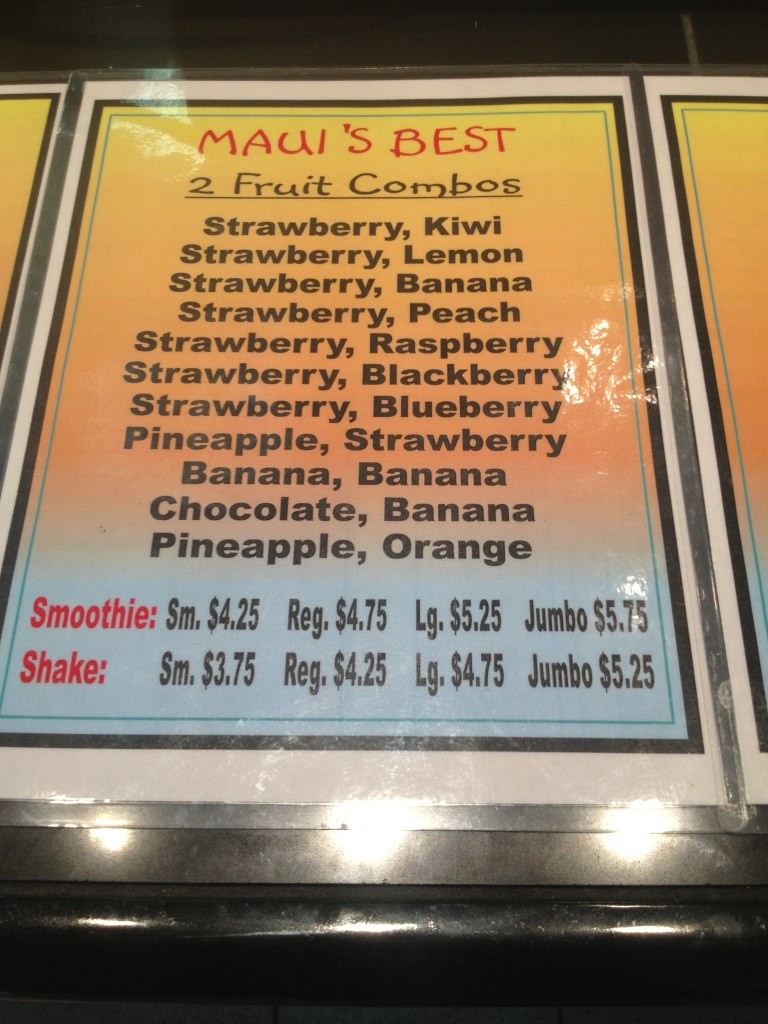 MAUI'S BEST
2 Fruit Combos
Strawberry, Kiwi
Strawberry, Lemon
Strawberry, Banana
Strawberry, Peach
Strawberry, Raspberry
Strawberry, Blackberry
Strawberry, Blueberry
Pineapple, Strawberry
Banana, Banana
Chocolate, Banana
Pineapple, Orange
Smoothie: Sm. $4.25 Reg. $4.75 Lg. $5.25 Jumbo $5.75
Shake: Sm. $3.75 Reg. $4.25 Lg. $4.75 Jumbo $5.25